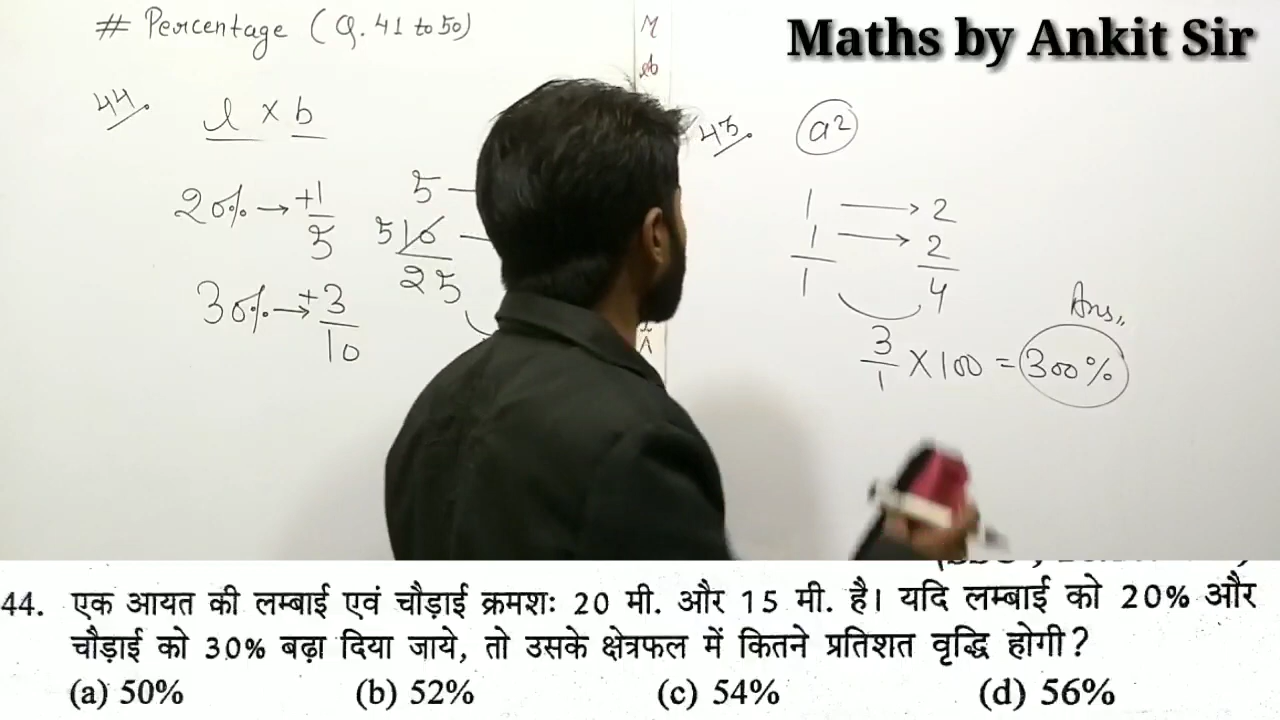 # Percentage (Q. 41 to 50)
Maths by Ankit Sir
44. l × b
20% → +1/5
30% → +3/10
5
5 10
25
45. a²
1 → 2
1 → 2
1 4
3/1 × 100 = 300%
Ans,,
44. एक आयत की लम्बाई एवं चौड़ाई क्रमशः 20 मी. और 15 मी. है। यदि लम्बाई को 20% और
चौड़ाई को 30% बढ़ा दिया जाये, तो उसके क्षेत्रफल में कितने प्रतिशत वृद्धि होगी?
(a) 50% (b) 52% (c) 54% (d) 56%